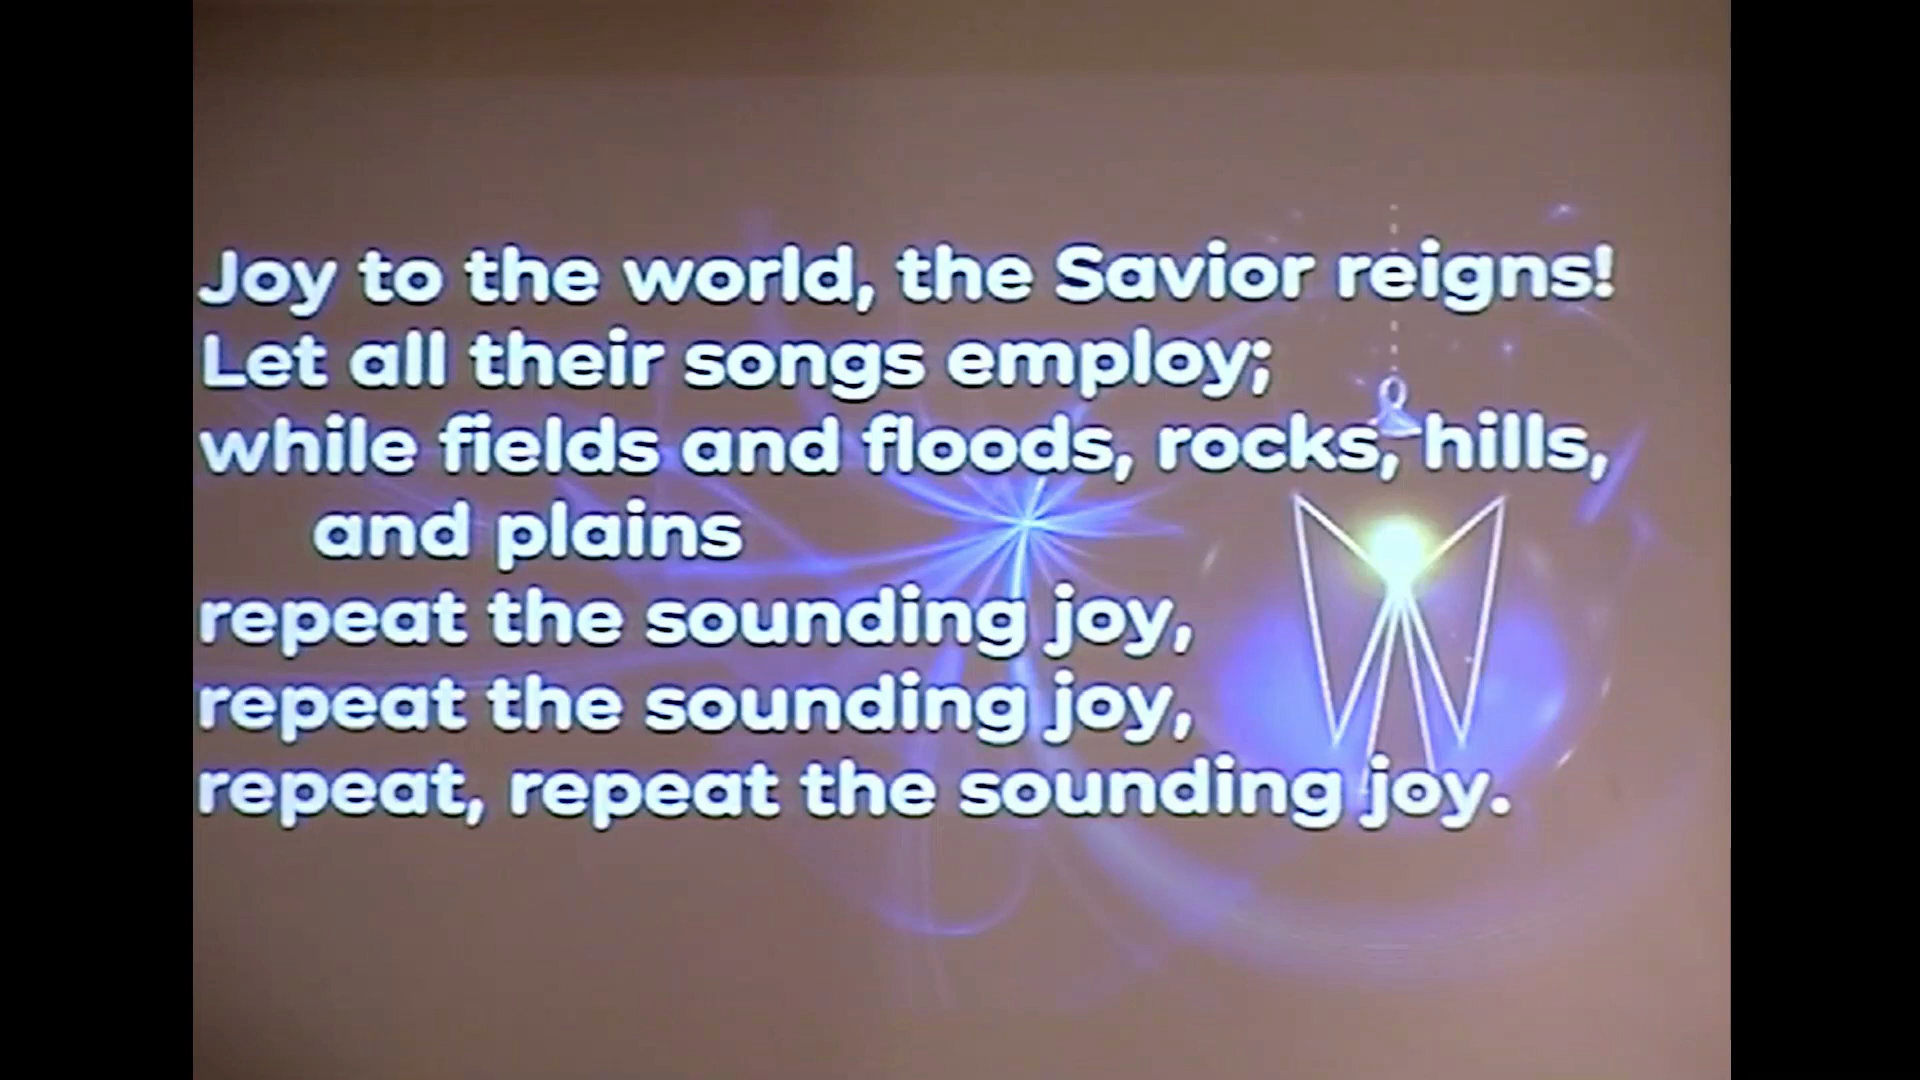 Joy to the world, the Savior reigns!
Let all their songs employ;
while fields and floods, rocks, hills,
and plains
repeat the sounding joy,
repeat the sounding joy,
repeat, repeat the sounding joy.